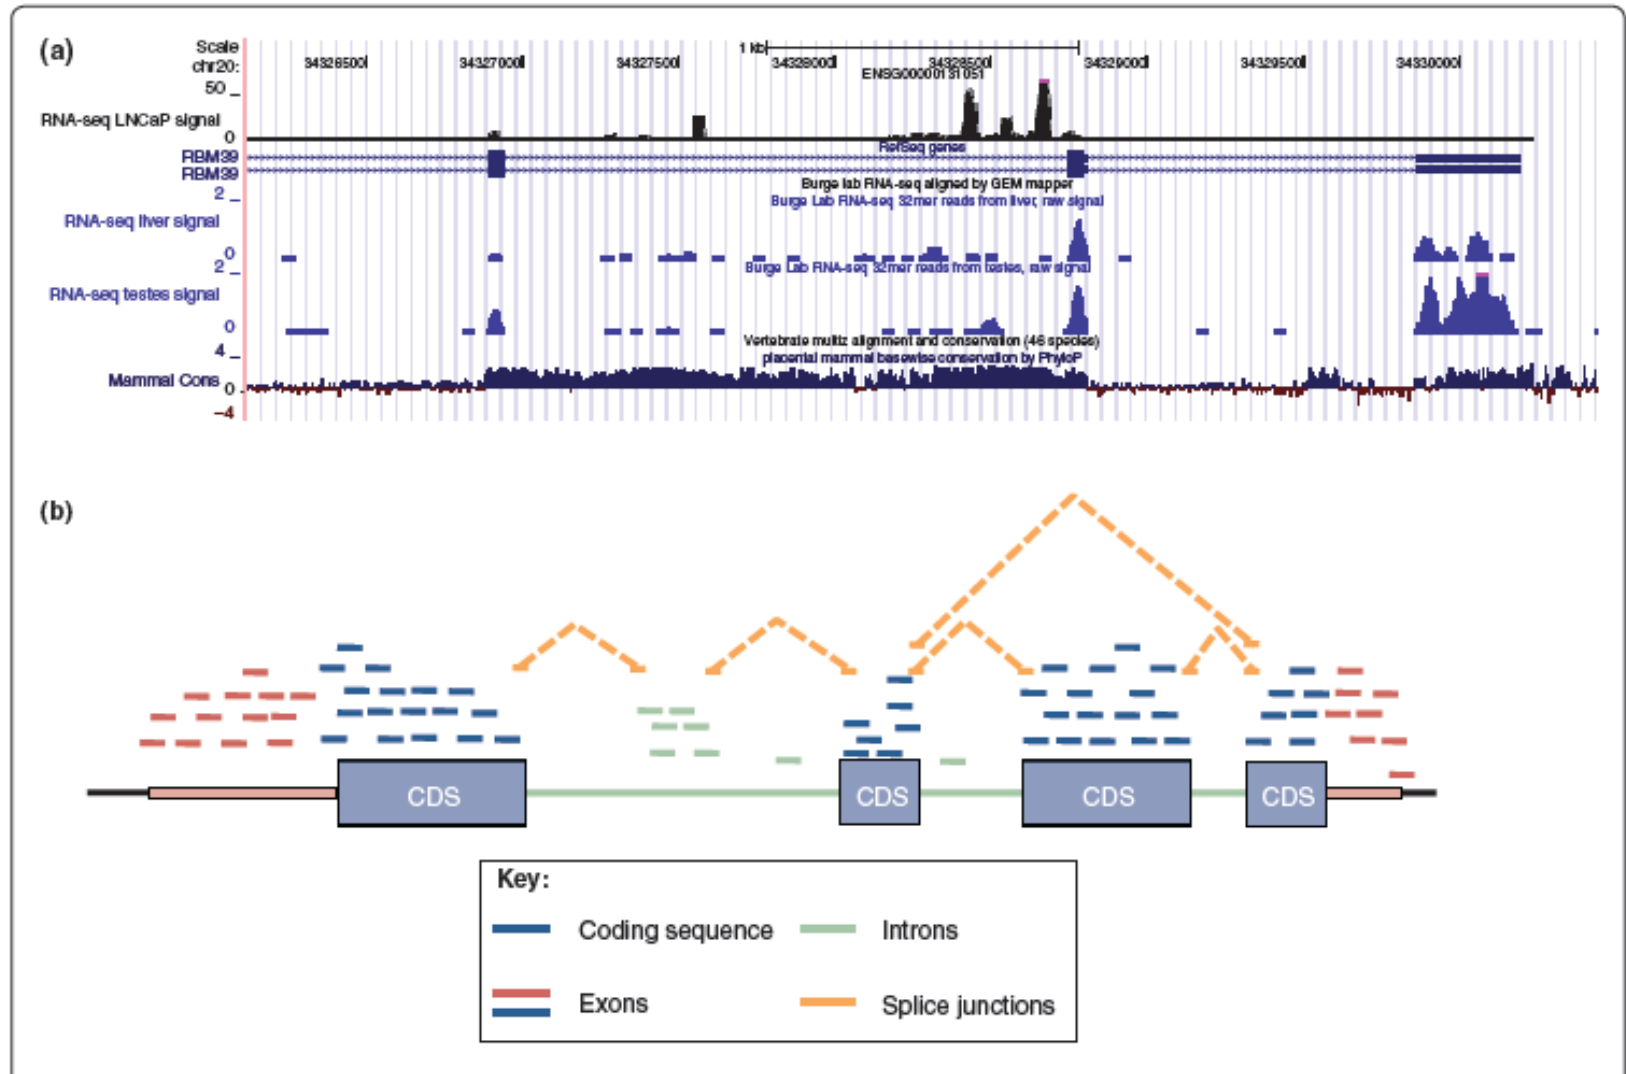 (a)
Scale
1 kb
chr20:
34326500
34327000
34327500
34328000
34328500
34329000
34329500
34330000
ENSG00000131051
50
RNA-seq LNCaP signal
0
RefSeq genes
RBM39
RBM39
Burge lab RNA-seq aligned by GEM mapper
2
Burge Lab RNA-seq 32mer reads from liver, raw signal
RNA-seq liver signal
0
2
Burge Lab RNA-seq 32mer reads from testes, raw signal
RNA-seq testes signal
0
Vertebrate multiz alignment and conservation (46 species)
4
placental mammal basewise conservation by PhyloP
Mammal Cons
0
−4
(b)
CDS
CDS
CDS
CDS
Key:
Coding sequence
Introns
Exons
Splice junctions